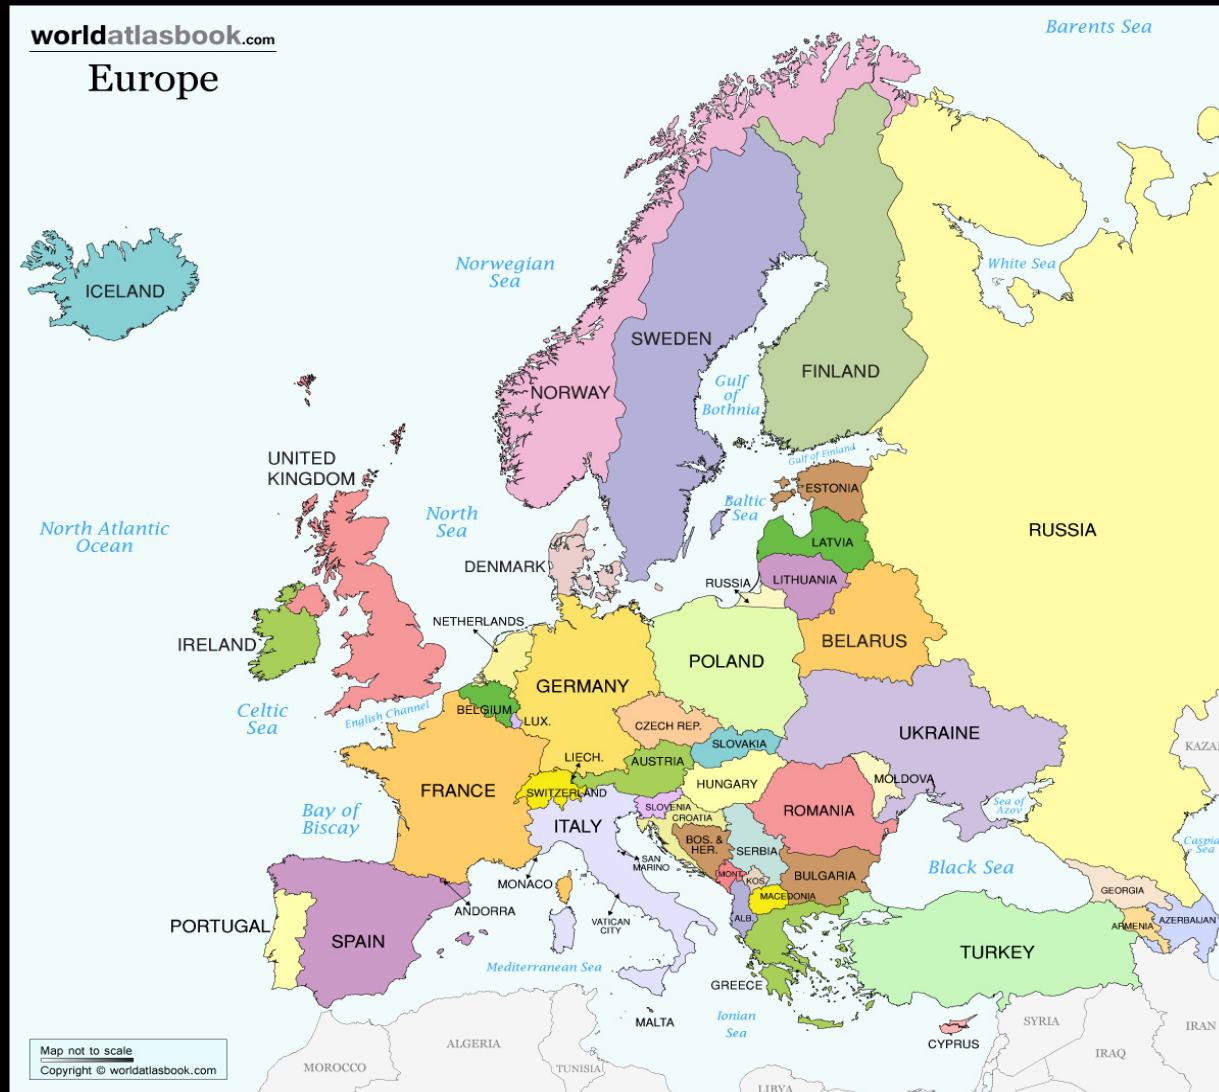 worldatlasbook.com
Europe
Barents Sea
Norwegian
Sea
White Sea
ICELAND
SWEDEN
FINLAND
NORWAY
Gulf
of
Bothnia
Gulf of Finland
UNITED
KINGDOM
North Atlantic
Ocean
North
Sea
Baltic
Sea
ESTONIA
RUSSIA
LATVIA
DENMARK
LITHUANIA
RUSSIA
NETHERLANDS
IRELAND
BELARUS
POLAND
GERMANY
Celtic
Sea
English Channel
BELGIUM
LUX.
CZECH REP.
UKRAINE
SLOVAKIA
KAZA
LIECH.
AUSTRIA
FRANCE
SWITZERLAND
HUNGARY
MOLDOVA
Bay of
Biscay
ITALY
SLOVENIA
CROATIA
ROMANIA
Sea of
Azov
BOS. &
HER.
SERBIA
Caspia
Sea
SAN
MARINO
Black Sea
MONACO
MONT.
KOS.
BULGARIA
GEORGIA
ANDORRA
MACEDONIA
PORTUGAL
SPAIN
VATICAN
CITY
ALB.
ARMENIA
AZERBAIJAN
TURKEY
Mediterranean Sea
GREECE
MALTA
Ionian
Sea
CYPRUS
SYRIA
IRAN
IRAQ
ALGERIA
MOROCCO
TUNISIA
LIBYA
Map not to scale
Copyright © worldatlasbook.com